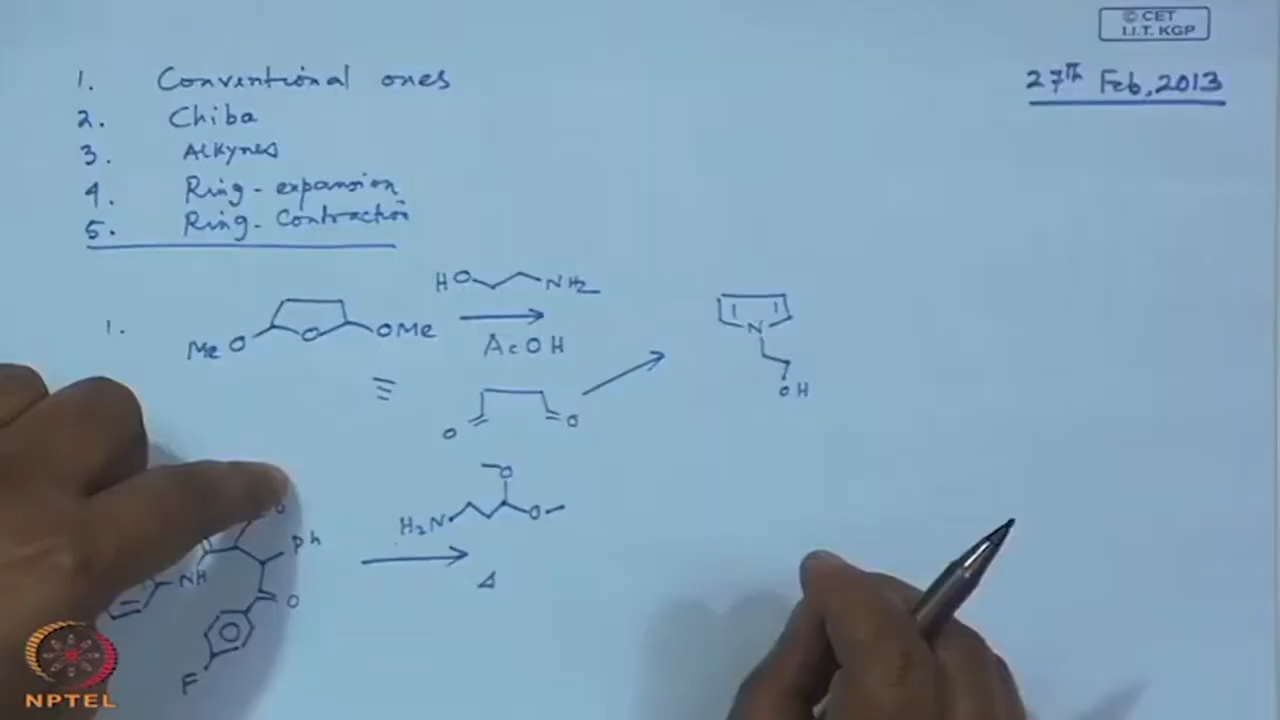 © CET
I.I.T. KGP
27th Feb, 2013
1. Conventional ones
2. Chiba
3. Alkynes
4. Ring-expansion
5. Ring-Contraction
1.
MeO O OMe
HO NH2
AcOH
≡
O O
N
OH
H2N O O
Δ
O
Ph
NH
O
F
NPTEL